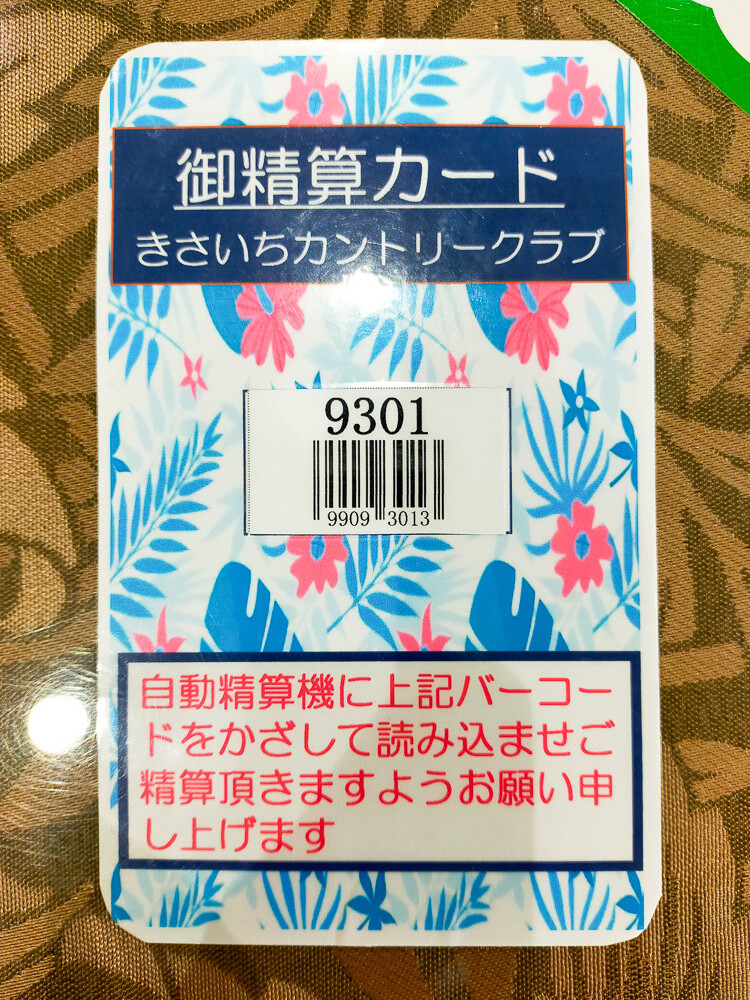 御精算カード
きさいちカントリークラブ
9301
9909 3013
自動精算機に上記バーコー
ドをかざして読み込ませご
精算頂きますようお願い申
し上げます